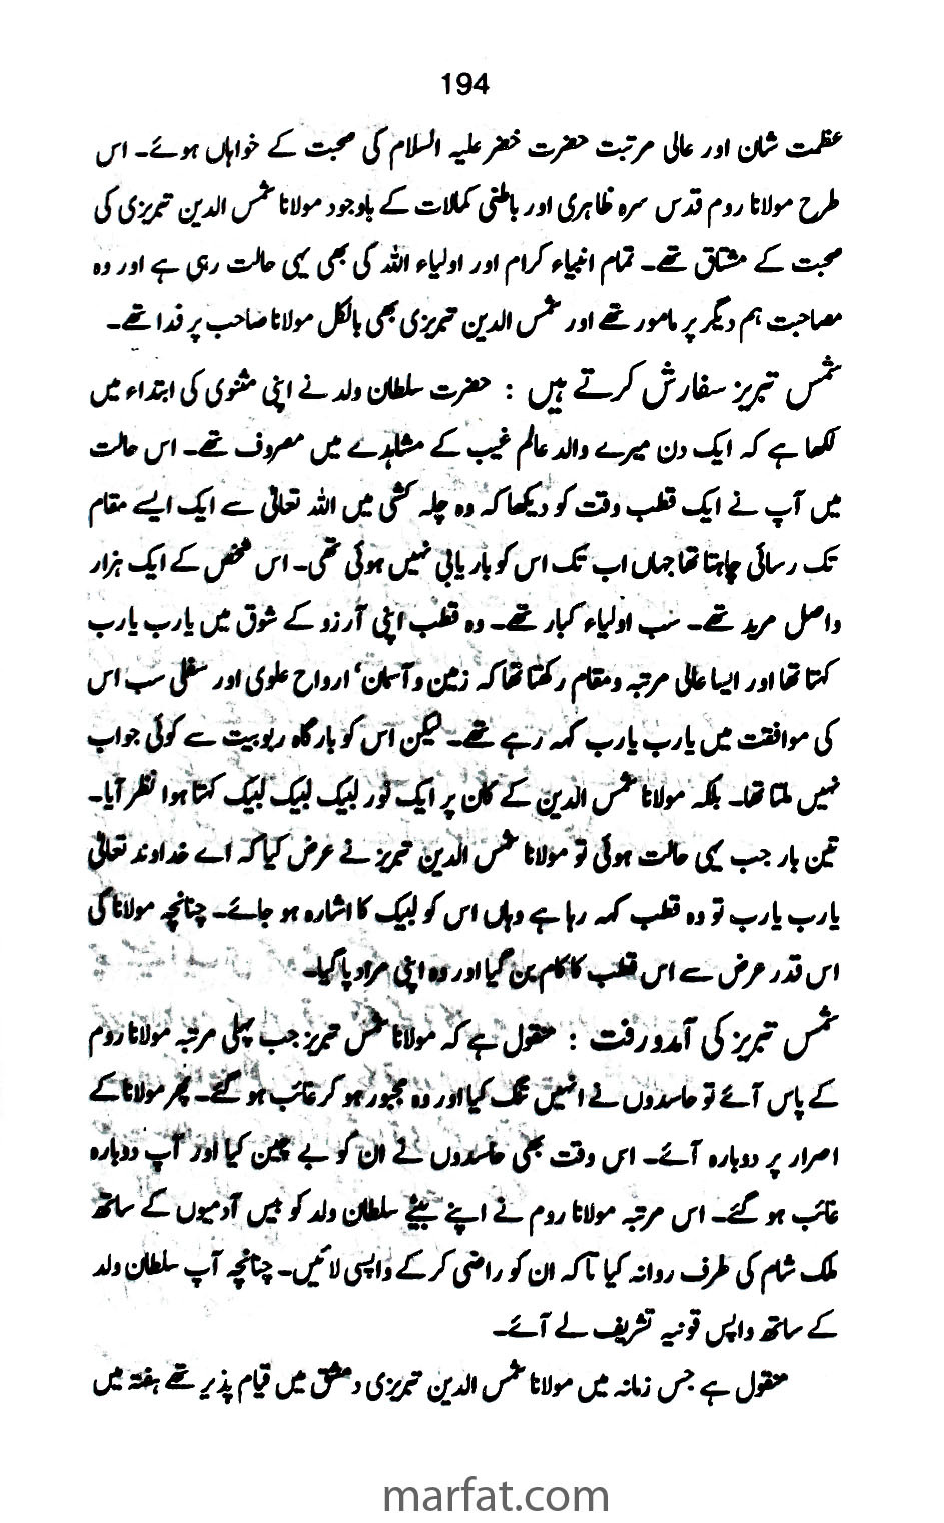 194
عظمت شان اور عالی مرتبت حضرت خضر علیہ السلام کی صحبت کے خواہاں ہوئے۔ اس
طرح مولانا روم قدس سرہ ظاہری اور باطنی کمالات کے باوجود مولانا شمس الدین تبریزی کی
صحبت کے مشتاق تھے۔ تمام انبیاء کرام اور اولیاء اللہ کی بھی یہی حالت رہی ہے اور وہ
مصاحبت ہم دیگر پر مامور تھے اور شمس الدین تبریزی بھی بالکل مولانا صاحب پر فدا تھے۔
شمس تبریز سفارش کرتے ہیں : حضرت سلطان ولد نے اپنی مثنوی کی ابتداء میں
لکھا ہے کہ ایک دن میرے والد عالم غیب کے مشاہدے میں مصروف تھے۔ اس حالت
میں آپ نے ایک قطب وقت کو دیکھا کہ وہ چلہ کشی میں اللہ تعالیٰ سے ایک ایسے مقام
تک رسائی چاہتا تھا جہاں اب تک اس کو باریابی نہیں ہوئی تھی۔ اس شخص کے ایک ہزار
واصل مرید تھے۔ سب اولیاء کبار تھے۔ وہ قطب اپنی آرزو کے شوق میں یارب یارب
کہتا تھا اور ایسا عالی مرتبہ و مقام رکھتا تھا کہ زمین و آسمان‘ ارواح علوی اور سفلی سب اس
کی موافقت میں یارب یارب کہہ رہے تھے۔ لیکن اس کو بارگاہ ربوبیت سے کوئی جواب
نہیں ملتا تھا۔ بلکہ مولانا شمس الدین کے کان پر ایک نور لبیک لبیک لبیک کہتا ہوا نظر آیا۔
تین بار جب یہی حالت ہوئی تو مولانا شمس الدین تبریز نے عرض کیا کہ اے خداوند تعالیٰ
یارب یارب تو وہ قطب کہہ رہا ہے وہاں اس کو لبیک کا اشارہ ہو جائے۔ چنانچہ مولانا کی
اس قدر عرض سے اس قطب کا کام بن گیا اور وہ اپنی مراد پا گیا۔
شمس تبریز کی آمدورفت : منقول ہے کہ مولانا شمس تبریز جب پہلی مرتبہ مولانا روم
کے پاس آئے تو حاسدوں نے انہیں تنگ کیا اور وہ مجبور ہو کر غائب ہو گئے۔ پھر مولانا کے
اصرار پر دوبارہ آئے۔ اس وقت بھی حاسدوں نے ان کو بے چین کیا اور آپ دوبارہ
غائب ہو گئے۔ اس مرتبہ مولانا روم نے اپنے بیٹے سلطان ولد کو بیس آدمیوں کے ساتھ
ملک شام کی طرف روانہ کیا تاکہ ان کو راضی کر کے واپس لائیں۔ چنانچہ آپ سلطان ولد
کے ساتھ واپس قونیہ تشریف لے آئے۔
منقول ہے جس زمانہ میں مولانا شمس الدین تبریزی دمشق میں قیام پذیر تھے ہفتہ میں
marfat.com